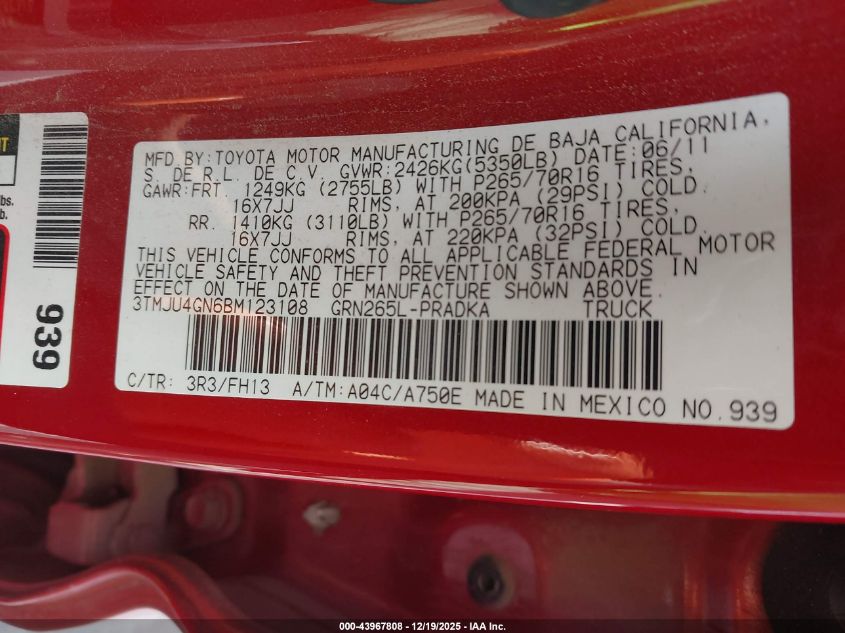 MFD.BY:TOYOTA MOTOR MANUFACTURING DE BAJA CALIFORNIA,
S. DE R.L. DE C.V. GVWR:2426KG(5350LB) DATE:06/11
GAWR:FRT. 1249KG (2755LB) WITH P265/70R16 TIRES,
16X7JJ RIMS, AT 200KPA (29PSI) COLD.
RR. 1410KG (3110LB) WITH P265/70R16 TIRES,
16X7JJ RIMS, AT 220KPA (32PSI) COLD.
THIS VEHICLE CONFORMS TO ALL APPLICABLE FEDERAL MOTOR
VEHICLE SAFETY AND THEFT PREVENTION STANDARDS IN
EFFECT ON THE DATE OF MANUFACTURE SHOWN ABOVE.
3TMJU4GN6BM123108 GRN265L-PRADKA TRUCK
C/TR: 3R3/FH13 A/TM:A04C/A750E MADE IN MEXICO NO.939
939
lbs.
b.
000-43967808 - 12/19/2025 - IAA Inc.